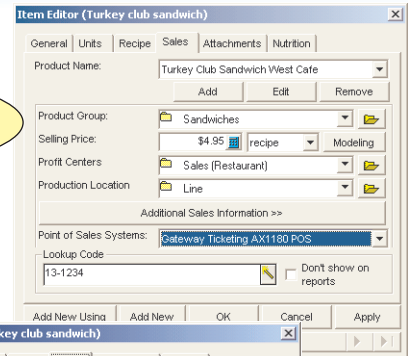 Item Editor (Turkey club sandwich)
General Units Recipe Sales Attachments Nutrition
Product Name: Turkey Club Sandwich West Cafe
Add Edit Remove
Product Group: Sandwiches
Selling Price: $4.95 recipe Modeling
Profit Centers Sales (Restaurant)
Production Location Line
Additional Sales Information >>
Point of Sales Systems: Gateway Ticketing AX1180 POS
Lookup Code
13-1234 Don't show on
reports
Add New Using Add New OK Cancel Apply
key club sandwich)